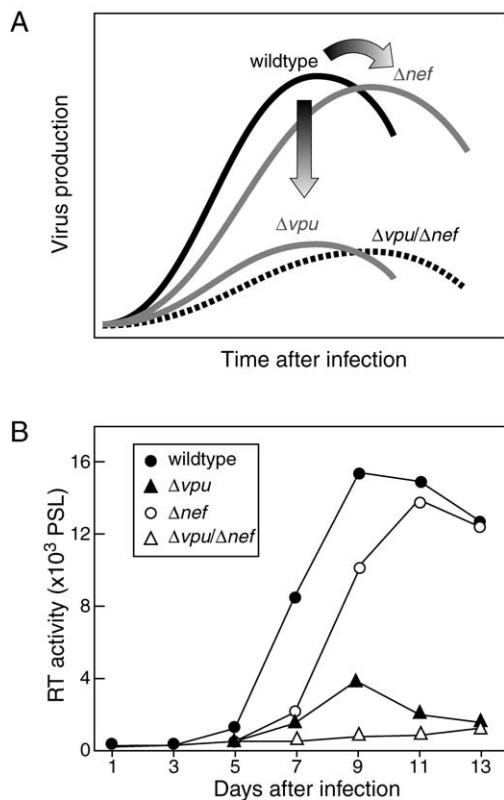 A
wildtype
Δnef
Δvpu
Δvpu/Δnef
Virus production
Time after infection
B
wildtype
Δvpu
Δnef
Δvpu/Δnef
RT activity (x10³ PSL)
16
12
8
4
0
1 3 5 7 9 11 13
Days after infection